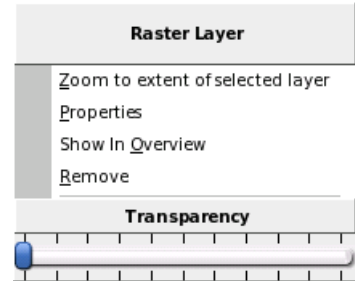 Raster Layer
Zoom to extent of selected layer
Properties
Show In Overview
Remove
Transparency